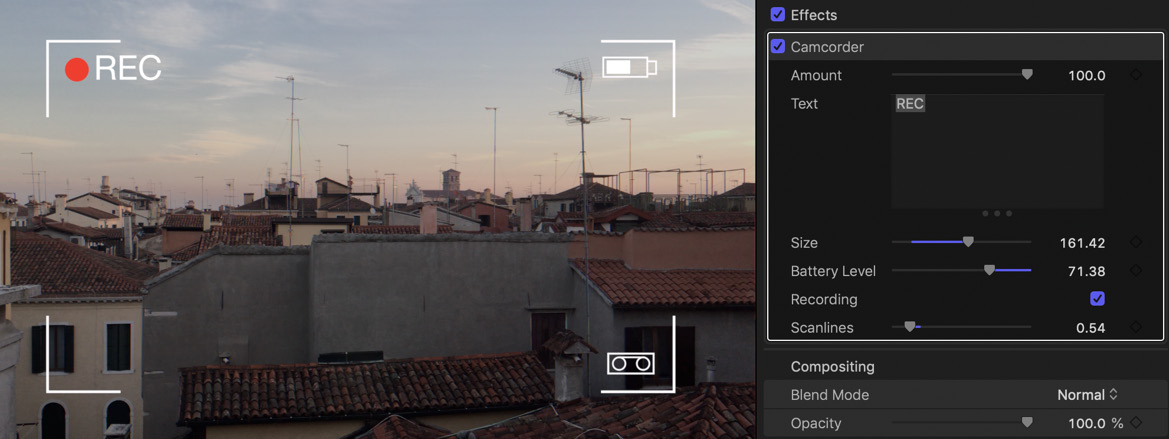 REC
Effects
Camcorder
Amount 100.0
Text REC
Size 161.42
Battery Level 71.38
Recording
Scanlines 0.54
Compositing
Blend Mode Normal
Opacity 100.0 %